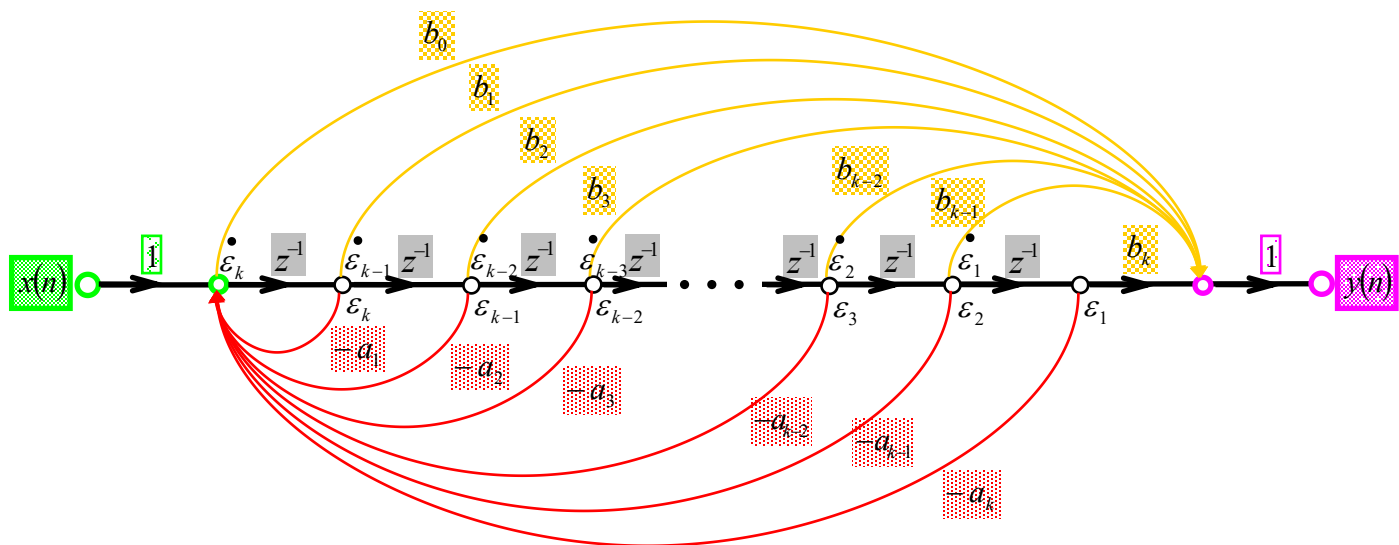 b₀
b₁
b₂
b₃ bₖ₋₂ bₖ₋₁
x(n) 1 ε̇ₖ z⁻¹ ε̇ₖ₋₁ z⁻¹ ε̇ₖ₋₂ z⁻¹ ε̇ₖ₋₃ z⁻¹ • • • z⁻¹ ε̇₂ z⁻¹ ε̇₁ z⁻¹ bₖ 1 y(n)
εₖ εₖ₋₁ εₖ₋₂ ε₃ ε₂ ε₁
−a₁ −a₂ −a₃
−aₖ₋₂ −aₖ₋₁
−aₖ